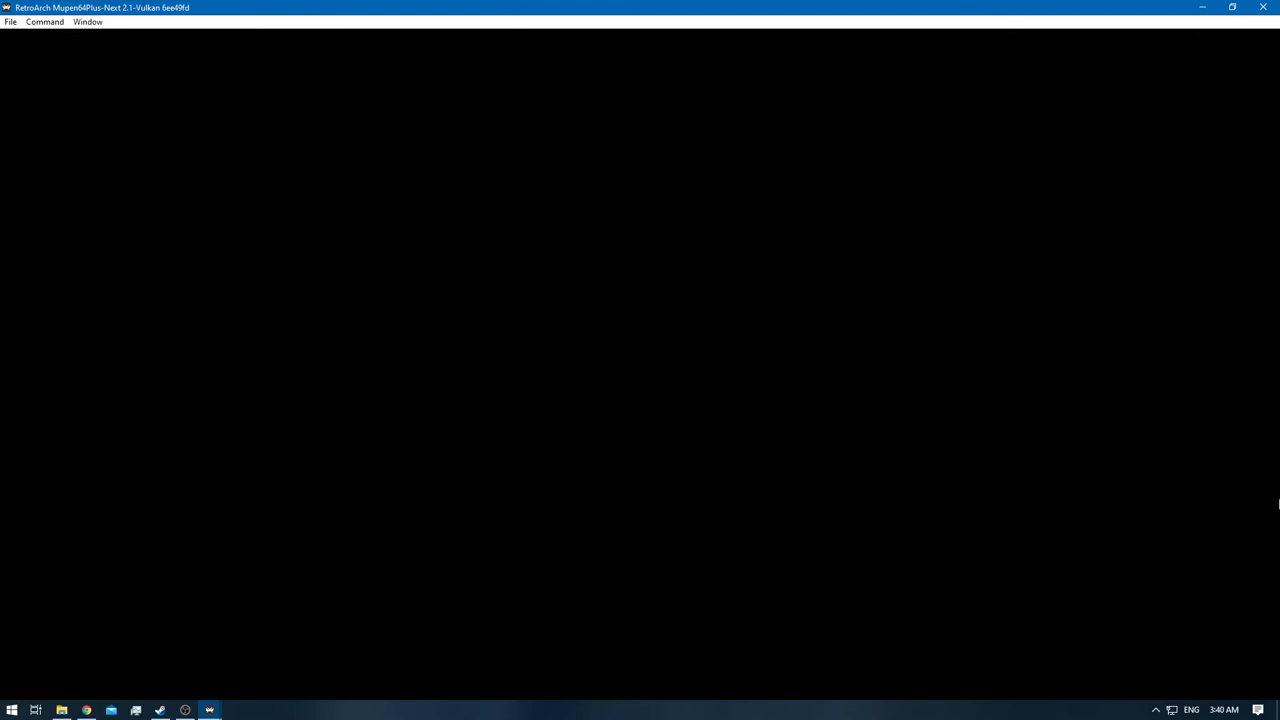 RetroArch Mupen64Plus-Next 2.1-Vulkan 6ee49fd
File Command Window
ENG 3:40 AM